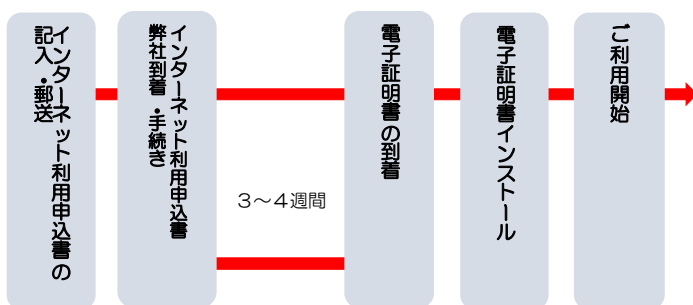 インターネット利用申込書の
記入・郵送
インターネット利用申込書
弊社到着・手続き
3～4週間
電子証明書の到着
電子証明書インストール
ご利用開始